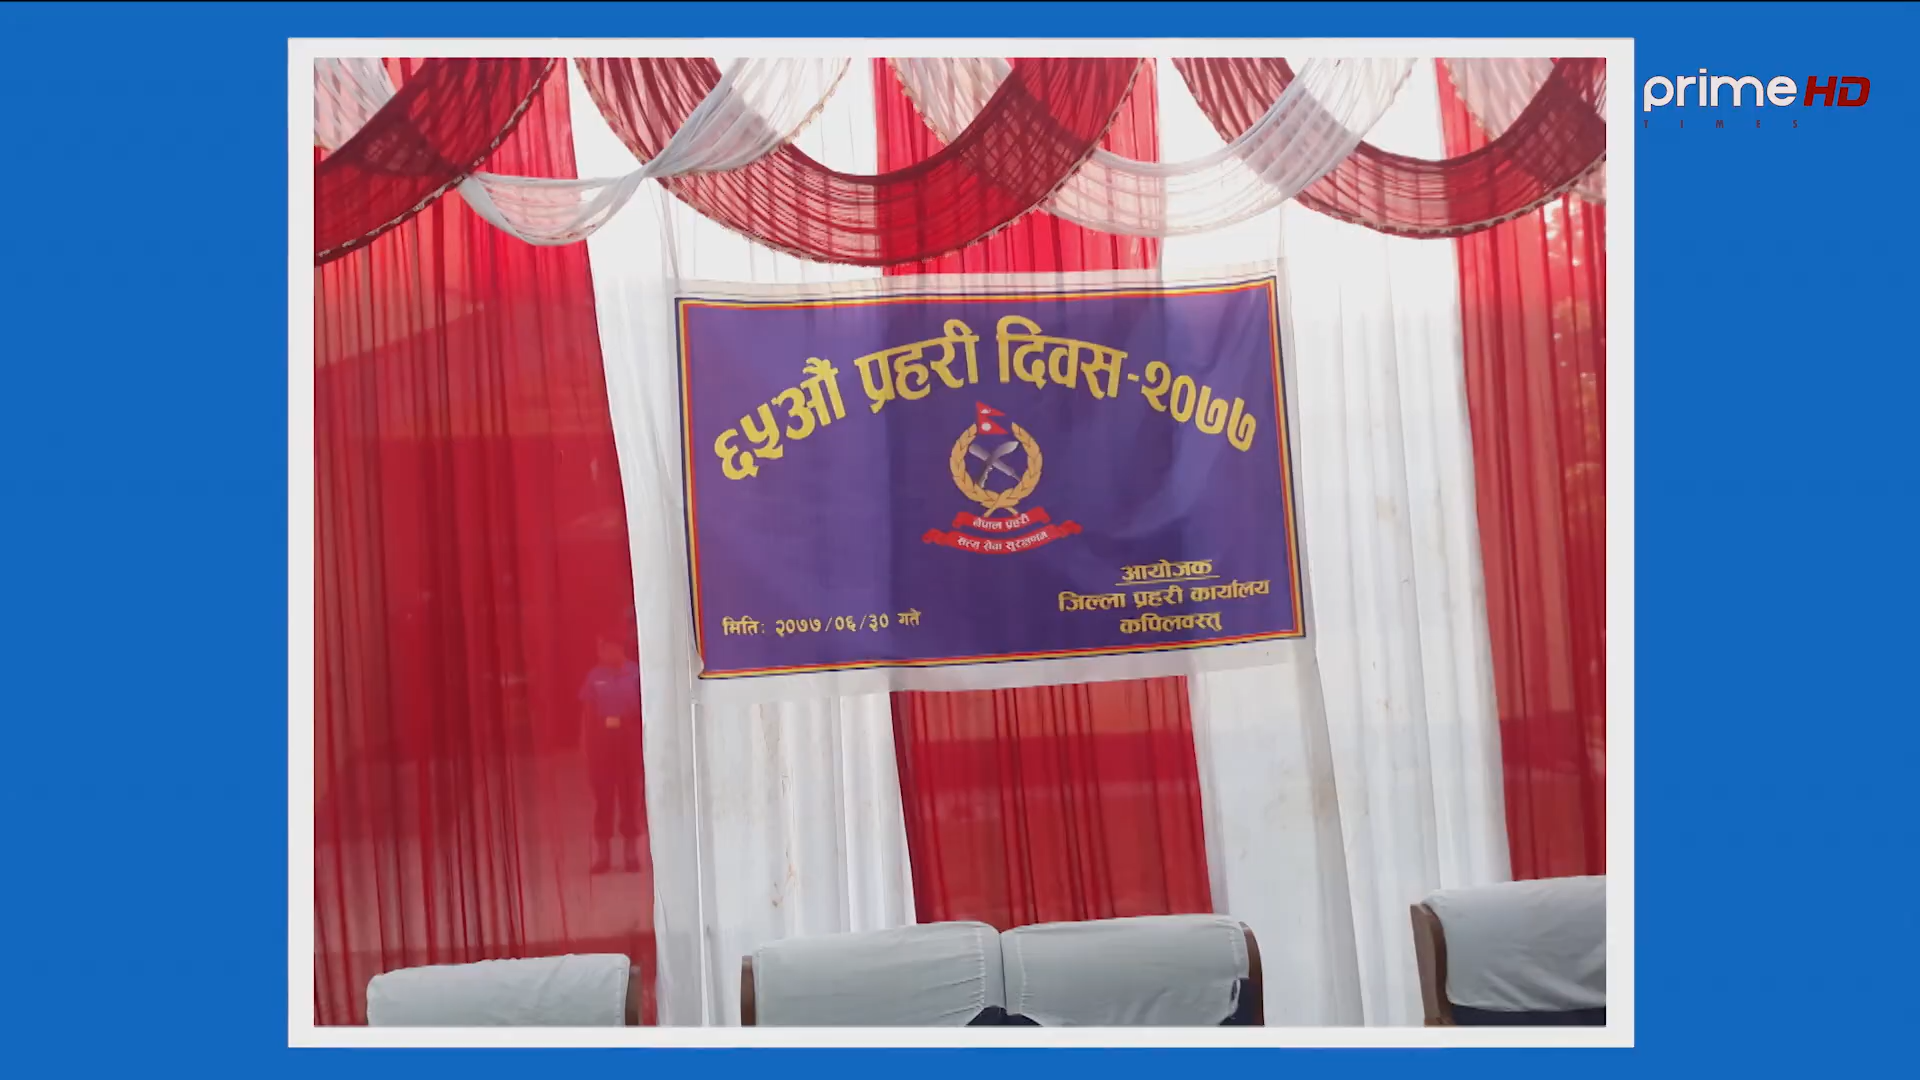 prime HD
TIMES
६५औं प्रहरी दिवस-२०७७
नेपाल प्रहरी
सत्य सेवा सुरक्षणम
आयोजक
जिल्ला प्रहरी कार्यालय
कपिलवस्तु
मिति: २०७७/०६/३० गते